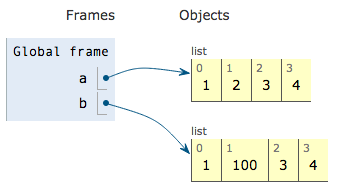 Frames Objects
Global frame
a
b
list
0 1 2 3
1 2 3 4
list
0 1 2 3
1 100 3 4